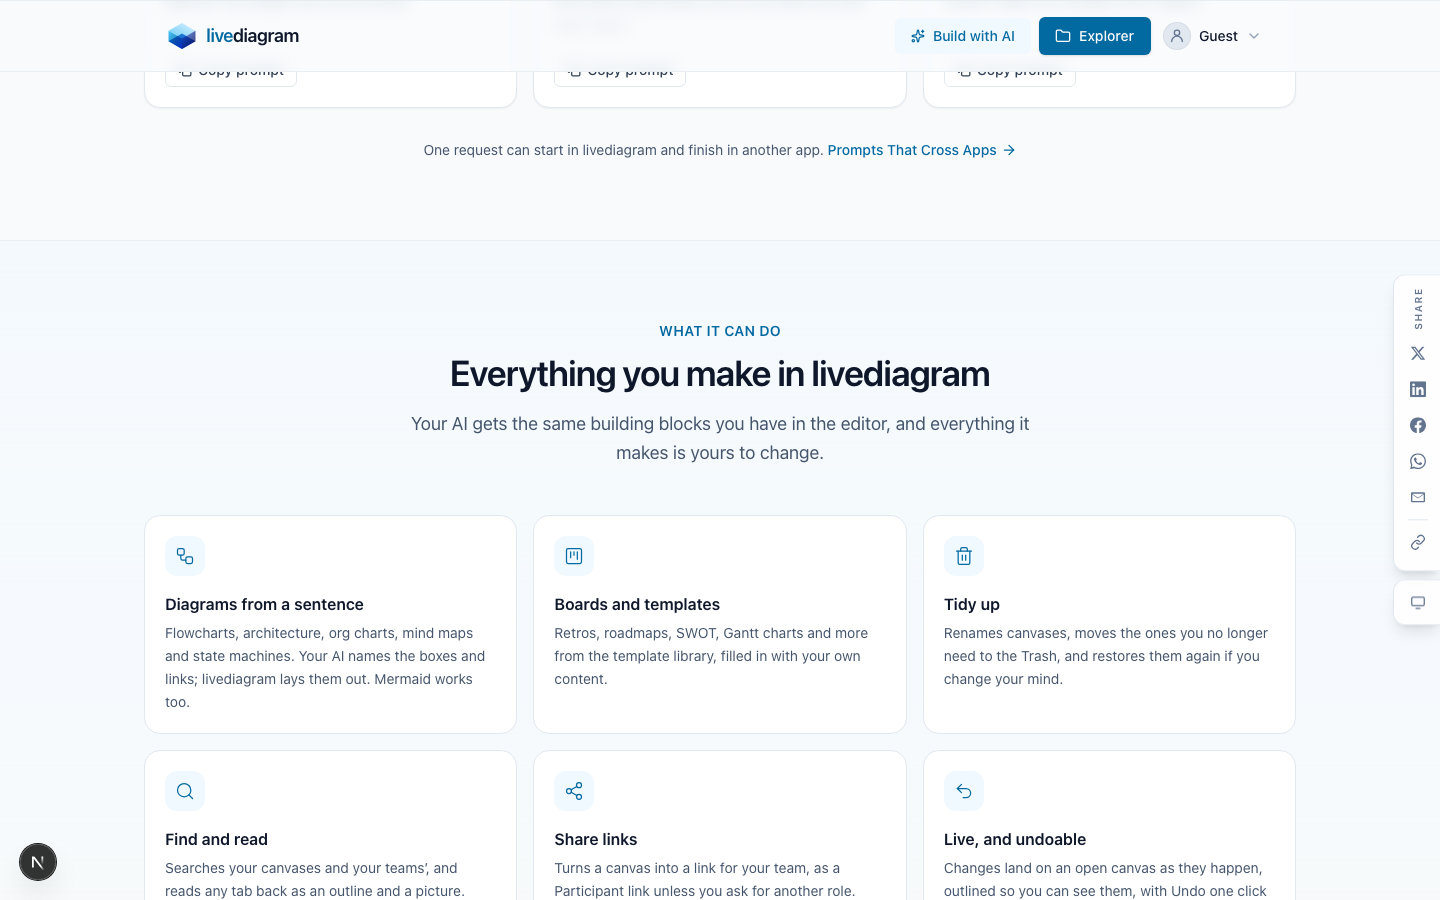 livediagram
Build with AI
Explorer
Guest
Copy prompt
Copy prompt
Copy prompt
One request can start in livediagram and finish in another app. Prompts That Cross Apps →
SHARE
WHAT IT CAN DO
Everything you make in livediagram
Your AI gets the same building blocks you have in the editor, and everything it
makes is yours to change.
Diagrams from a sentence
Flowcharts, architecture, org charts, mind maps
and state machines. Your AI names the boxes and
links; livediagram lays them out. Mermaid works
too.
Boards and templates
Retros, roadmaps, SWOT, Gantt charts and more
from the template library, filled in with your own
content.
Tidy up
Renames canvases, moves the ones you no longer
need to the Trash, and restores them again if you
change your mind.
Find and read
Searches your canvases and your teams’, and
reads any tab back as an outline and a picture.
Share links
Turns a canvas into a link for your team, as a
Participant link unless you ask for another role.
Live, and undoable
Changes land on an open canvas as they happen,
outlined so you can see them, with Undo one click
N